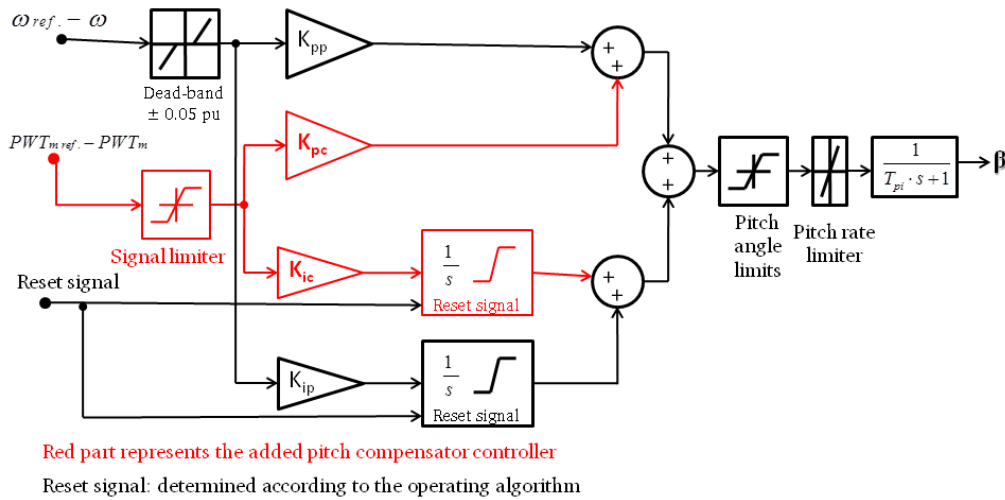 ω ref. − ω
Dead-band
± 0.05 pu
Kpp
+
+
PWTm ref. − PWTm
Signal limiter
Kpc
Kic
1/s
Reset signal
+
+
Reset signal
Kip
1/s
Reset signal
+
+
Pitch
angle
limits
Pitch rate
limiter
1
Tpi · s + 1
β
Red part represents the added pitch compensator controller
Reset signal: determined according to the operating algorithm